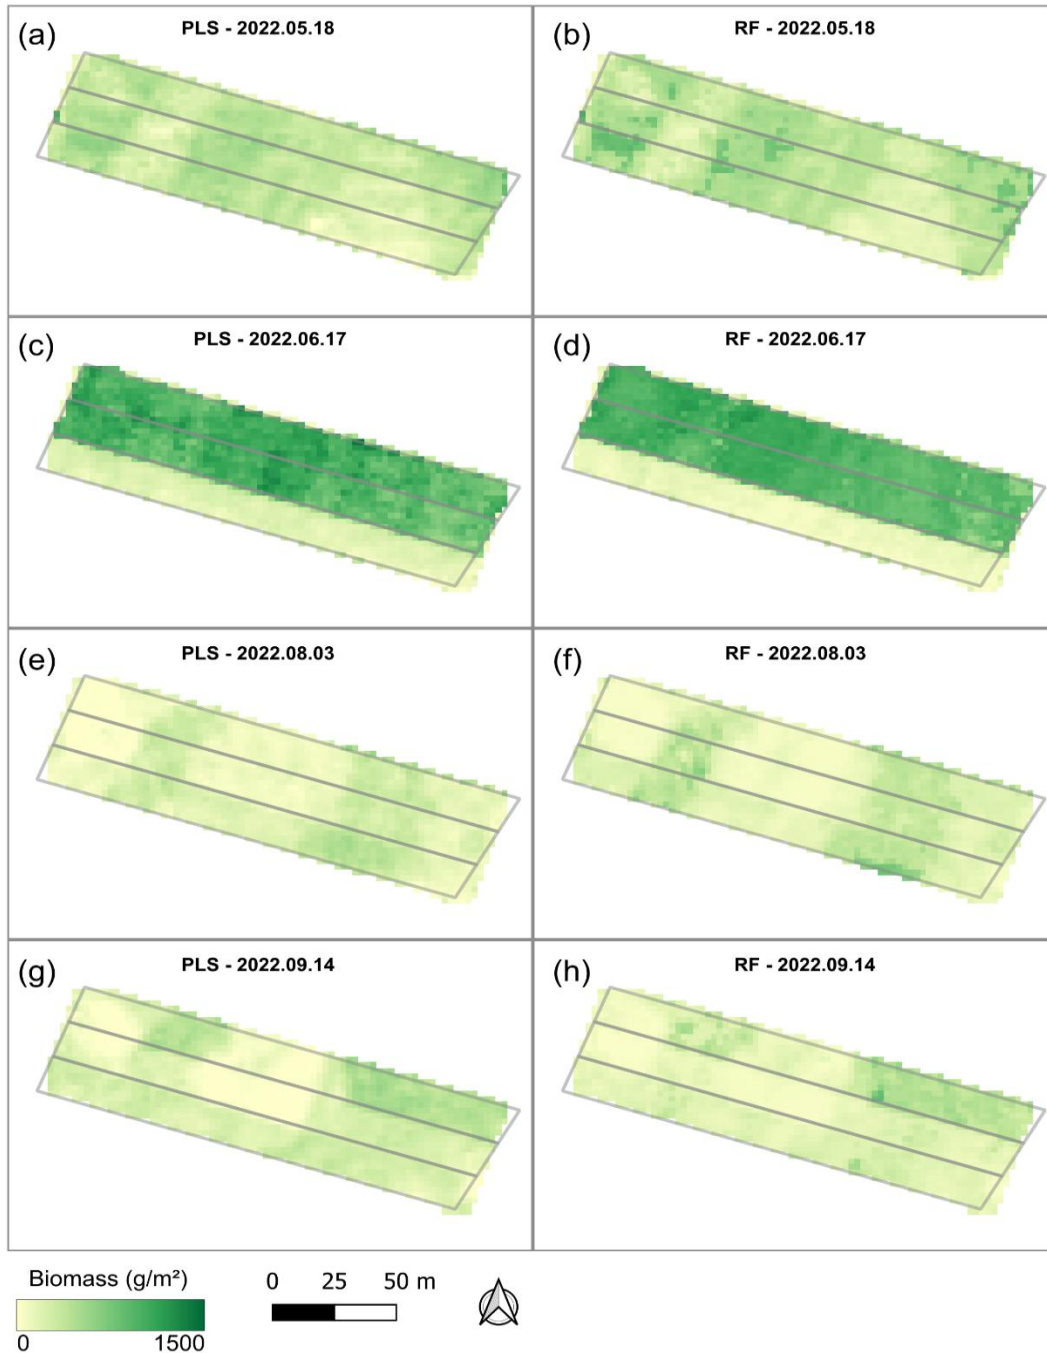 (a) PLS - 2022.05.18
(b) RF - 2022.05.18
(c) PLS - 2022.06.17
(d) RF - 2022.06.17
(e) PLS - 2022.08.03
(f) RF - 2022.08.03
(g) PLS - 2022.09.14
(h) RF - 2022.09.14
Biomass (g/m²)
0 1500
0 25 50 m